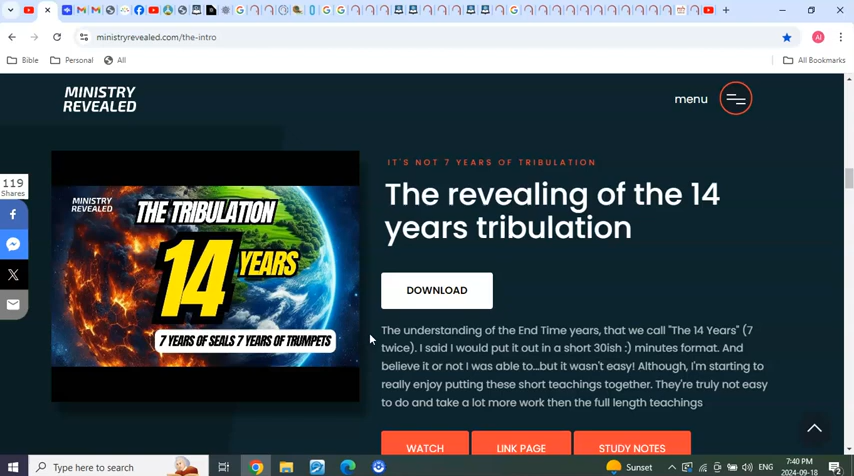 ministryrevealed.com/the-intro
Bible
Personal
All
All Bookmarks
MINISTRY
REVEALED
menu
119
Shares
MINISTRY
REVEALED
THE TRIBULATION
14 YEARS
7 YEARS OF SEALS 7 YEARS OF TRUMPETS
IT'S NOT 7 YEARS OF TRIBULATION
The revealing of the 14
years tribulation
DOWNLOAD
The understanding of the End Time years, that we call "The 14 Years" (7
twice). I said I would put it out in a short 30ish :) minutes format. And
believe it or not I was able to...but it wasn't easy! Although, I'm starting to
really enjoy putting these short teachings together. They're truly not easy
to do and take a lot more work then the full length teachings
WATCH
LINK PAGE
STUDY NOTES
Type here to search
Sunset
ENG
7:40 PM
2024-09-18